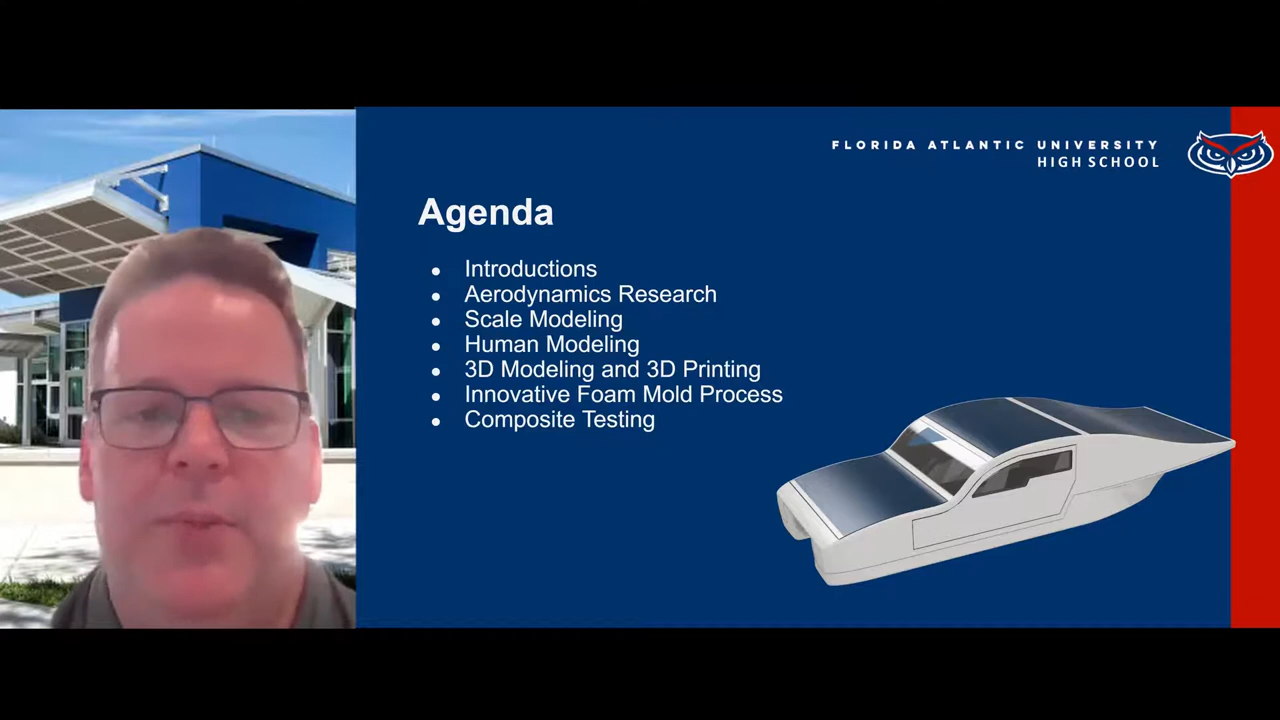 FLORIDA ATLANTIC UNIVERSITY
HIGH SCHOOL
Agenda
Introductions
Aerodynamics Research
Scale Modeling
Human Modeling
3D Modeling and 3D Printing
Innovative Foam Mold Process
Composite Testing